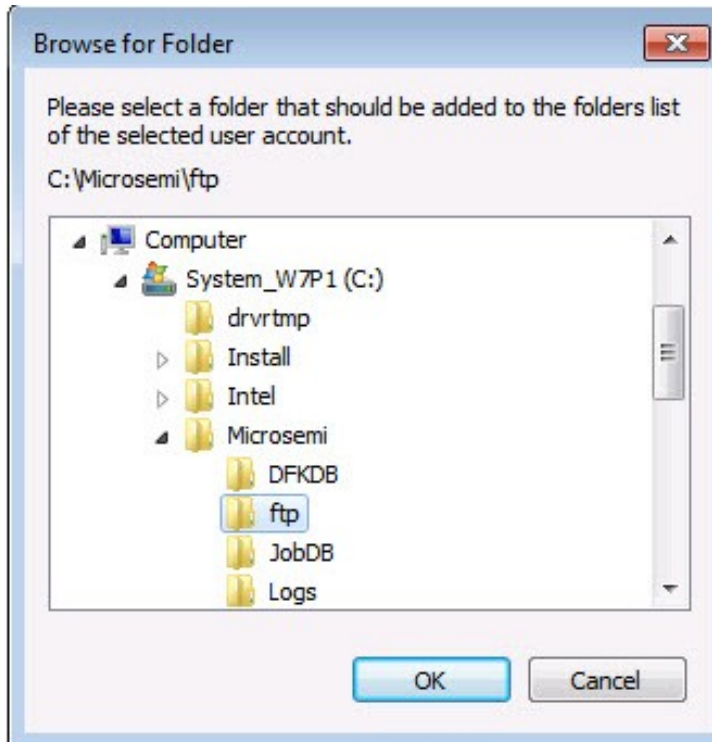 Browse for Folder
Please select a folder that should be added to the folders list
of the selected user account.
C:\Microsemi\ftp
Computer
System_W7P1 (C:)
drvrtmp
Install
Intel
Microsemi
DFKDB
ftp
JobDB
Logs
OK
Cancel